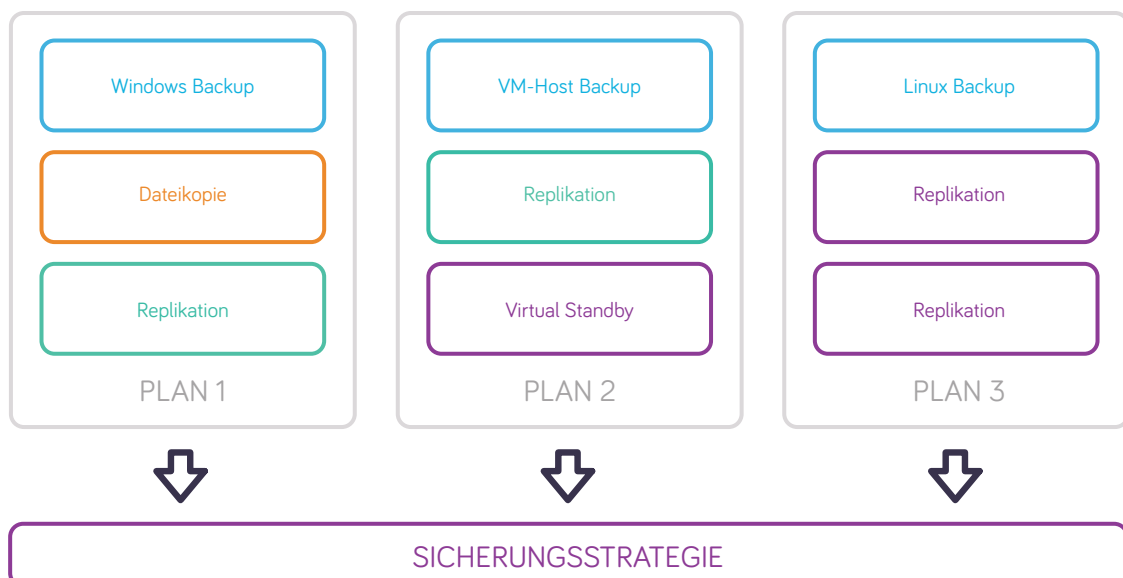 Windows Backup
Dateikopie
Replikation
PLAN 1
VM-Host Backup
Replikation
Virtual Standby
PLAN 2
Linux Backup
Replikation
Replikation
PLAN 3
SICHERUNGSSTRATEGIE